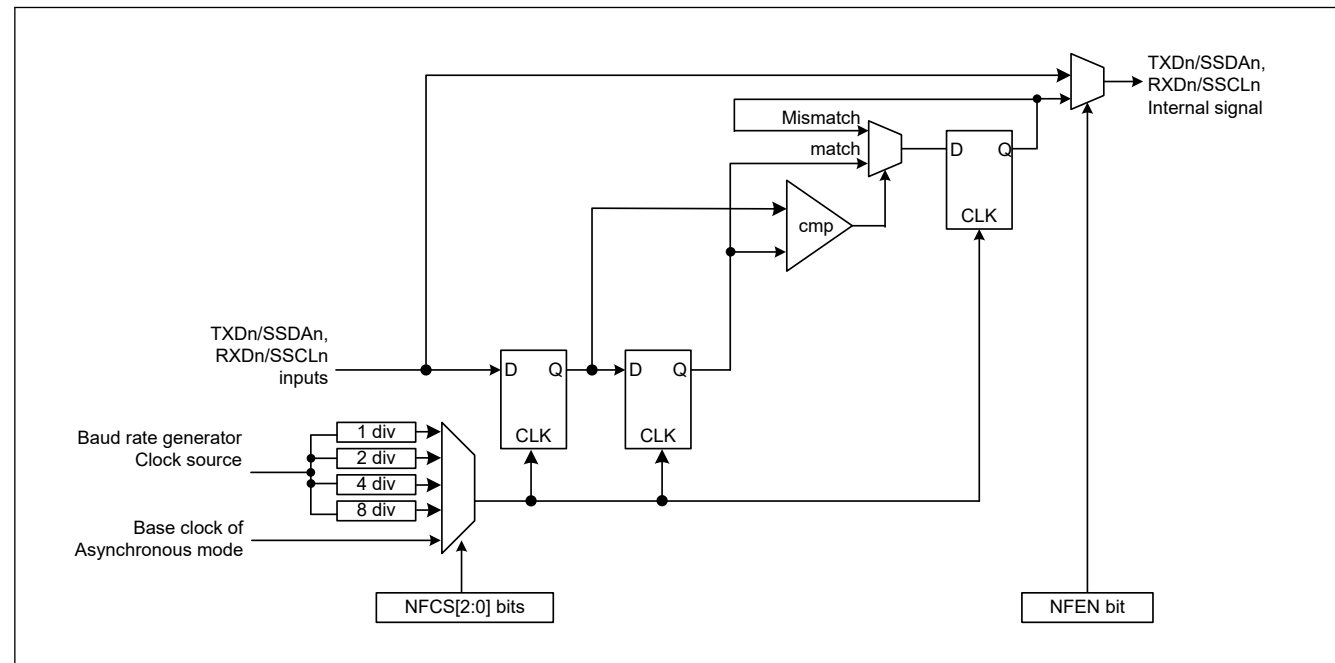 TXDn/SSDAn,
RXDn/SSCLn
Internal signal
Mismatch
match
D Q
CLK
cmp
TXDn/SSDAn,
RXDn/SSCLn
inputs
D Q
CLK
D Q
CLK
Baud rate generator
Clock source
1 div
2 div
4 div
8 div
Base clock of
Asynchronous mode
NFCS[2:0] bits
NFEN bit